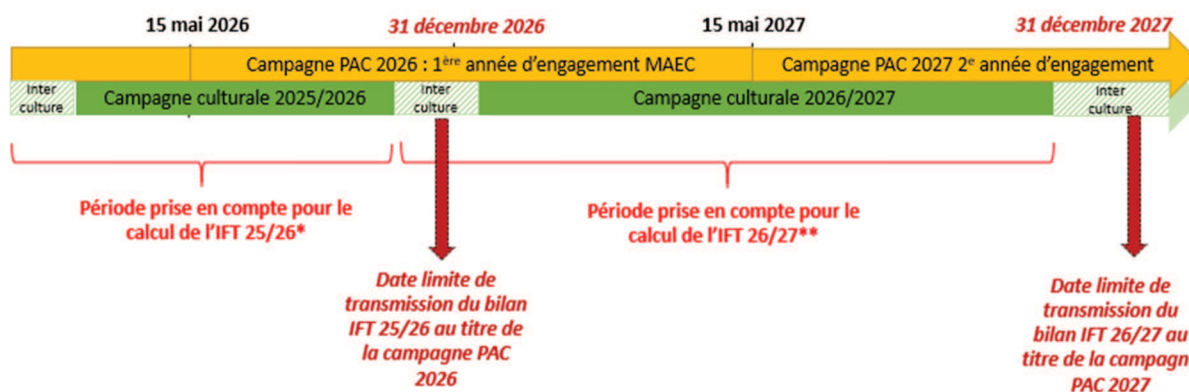 15 mai 2026
31 décembre 2026
15 mai 2027
31 décembre 2027
Campagne PAC 2026 : 1ère année d’engagement MAEC
Campagne PAC 2027 2e année d’engagement
Inter
culture
Campagne culturale 2025/2026
Inter
culture
Campagne culturale 2026/2027
Inter
culture
Période prise en compte pour le
calcul de l’IFT 25/26*
Période prise en compte pour le
calcul de l’IFT 26/27**
Date limite de
transmission du bilan
IFT 25/26 au titre de
la campagne PAC
2026
Date limite de
transmission du
bilan IFT 26/27 au
titre de la campagn
PAC 2027